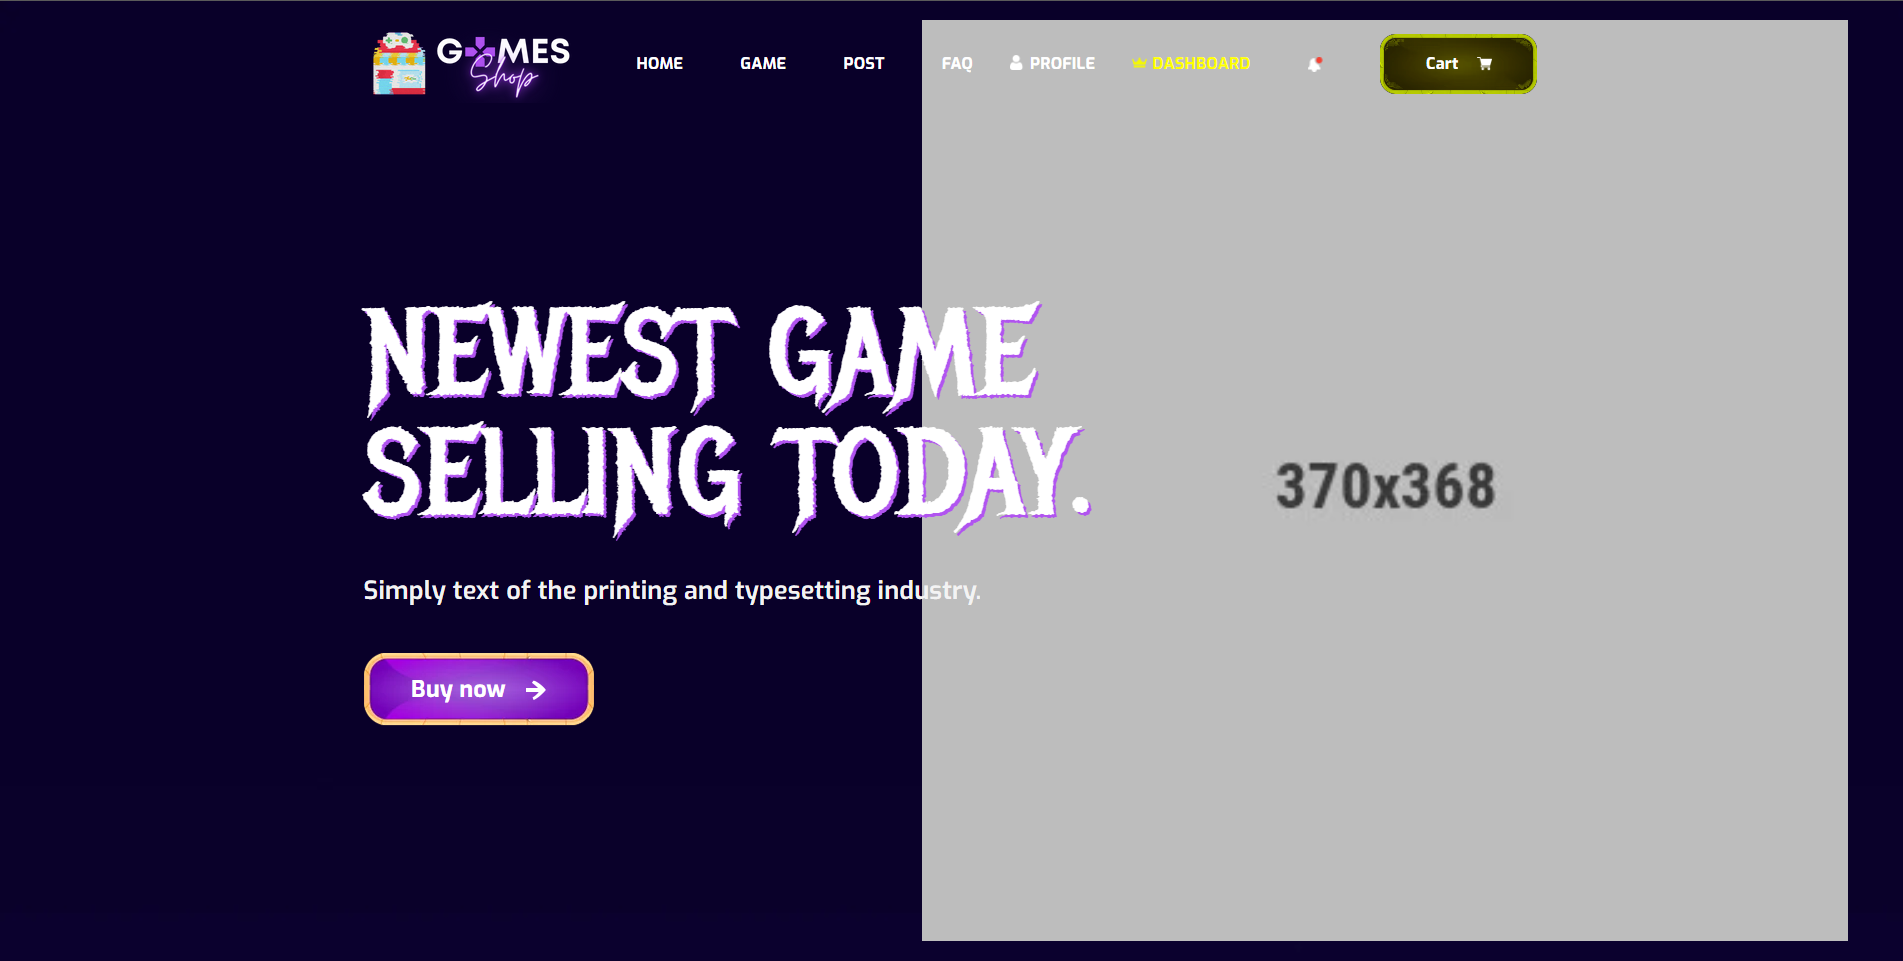 GAMES
Shop
HOME GAME POST FAQ PROFILE DASHBOARD Cart
NEWEST GAME
SELLING TODAY.
370x368
Simply text of the printing and typesetting industry.
Buy now